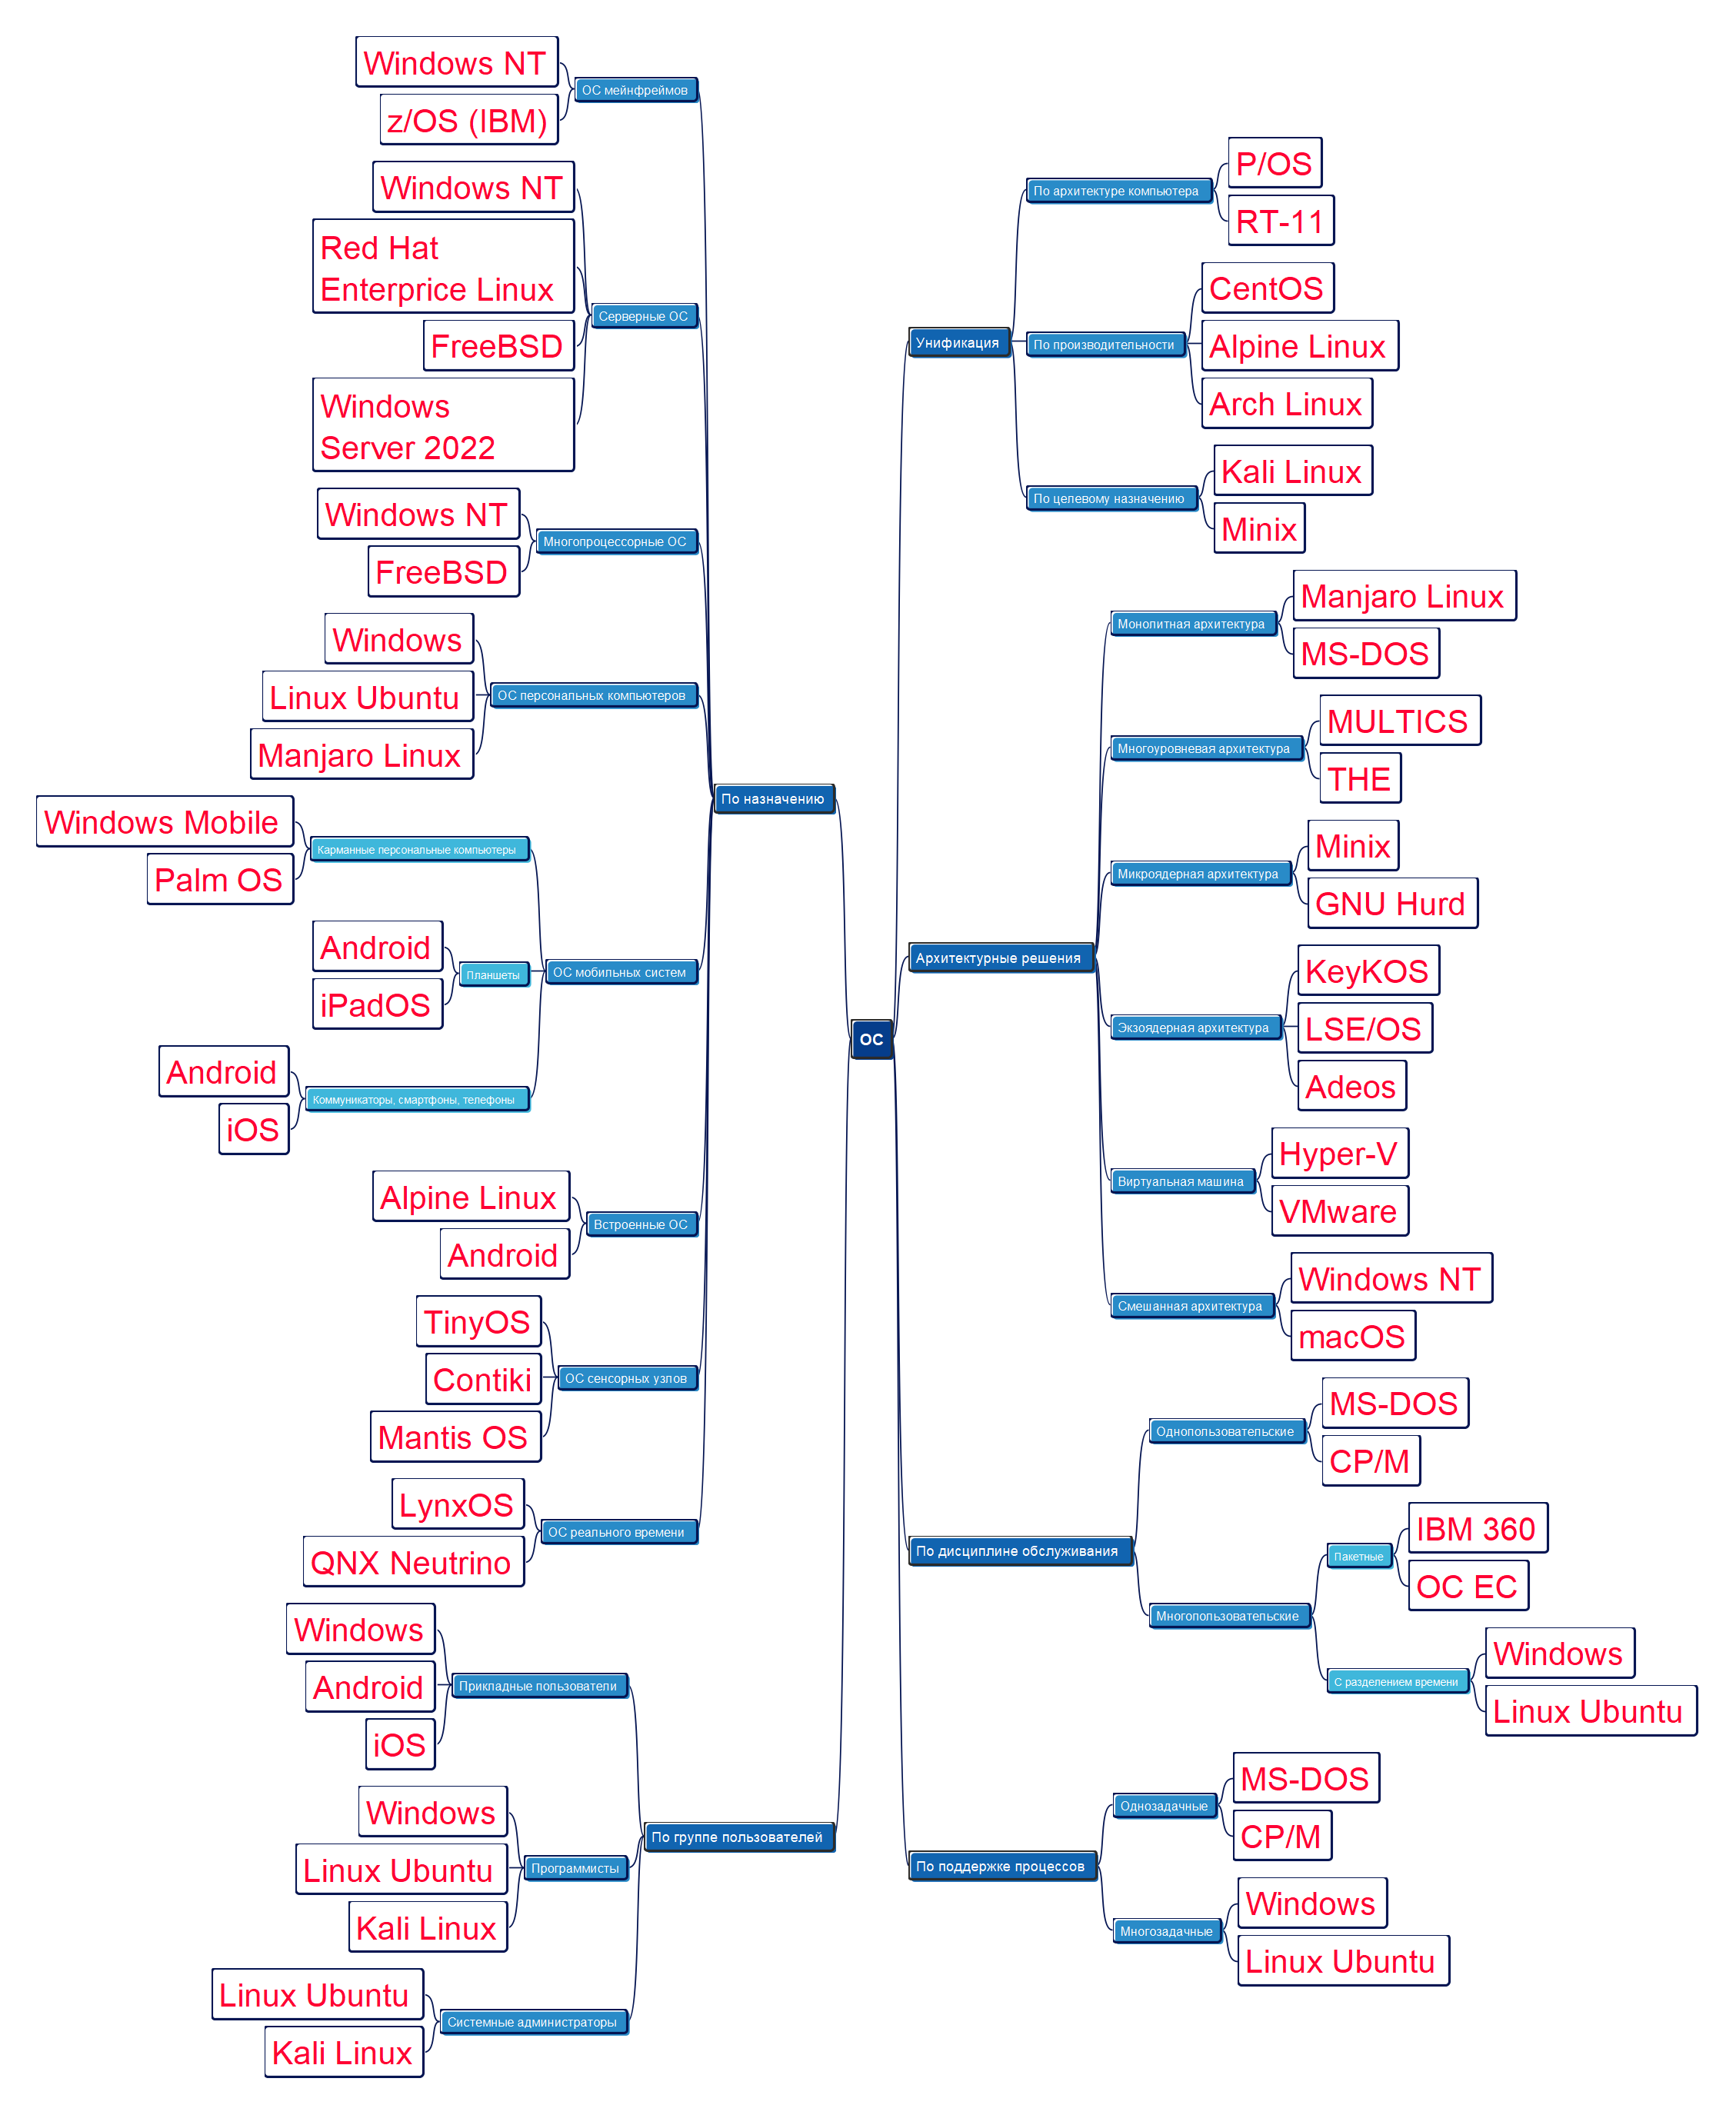 ОС
По назначению
ОС мейнфреймов
Windows NT
z/OS (IBM)
Серверные ОС
Windows NT
Red Hat
Enterprice Linux
FreeBSD
Windows
Server 2022
Многопроцессорные ОС
Windows NT
FreeBSD
ОС персональных компьютеров
Windows
Linux Ubuntu
Manjaro Linux
ОС мобильных систем
Карманные персональные компьютеры
Windows Mobile
Palm OS
Планшеты
Android
iPadOS
Коммуникаторы, смартфоны, телефоны
Android
iOS
Встроенные ОС
Alpine Linux
Android
ОС сенсорных узлов
TinyOS
Contiki
Mantis OS
ОС реального времени
LynxOS
QNX Neutrino
По группе пользователей
Прикладные пользователи
Windows
Android
iOS
Программисты
Windows
Linux Ubuntu
Kali Linux
Системные администраторы
Linux Ubuntu
Kali Linux
Унификация
По архитектуре компьютера
P/OS
RT-11
По производительности
CentOS
Alpine Linux
Arch Linux
По целевому назначению
Kali Linux
Minix
Архитектурные решения
Монолитная архитектура
Manjaro Linux
MS-DOS
Многоуровневая архитектура
MULTICS
THE
Микроядерная архитектура
Minix
GNU Hurd
Экзоядерная архитектура
KeyKOS
LSE/OS
Adeos
Виртуальная машина
Hyper-V
VMware
Смешанная архитектура
Windows NT
macOS
По дисциплине обслуживания
Однопользовательские
MS-DOS
CP/M
Многопользовательские
Пакетные
IBM 360
ОС ЕС
С разделением времени
Windows
Linux Ubuntu
По поддержке процессов
Однозадачные
MS-DOS
CP/M
Многозадачные
Windows
Linux Ubuntu